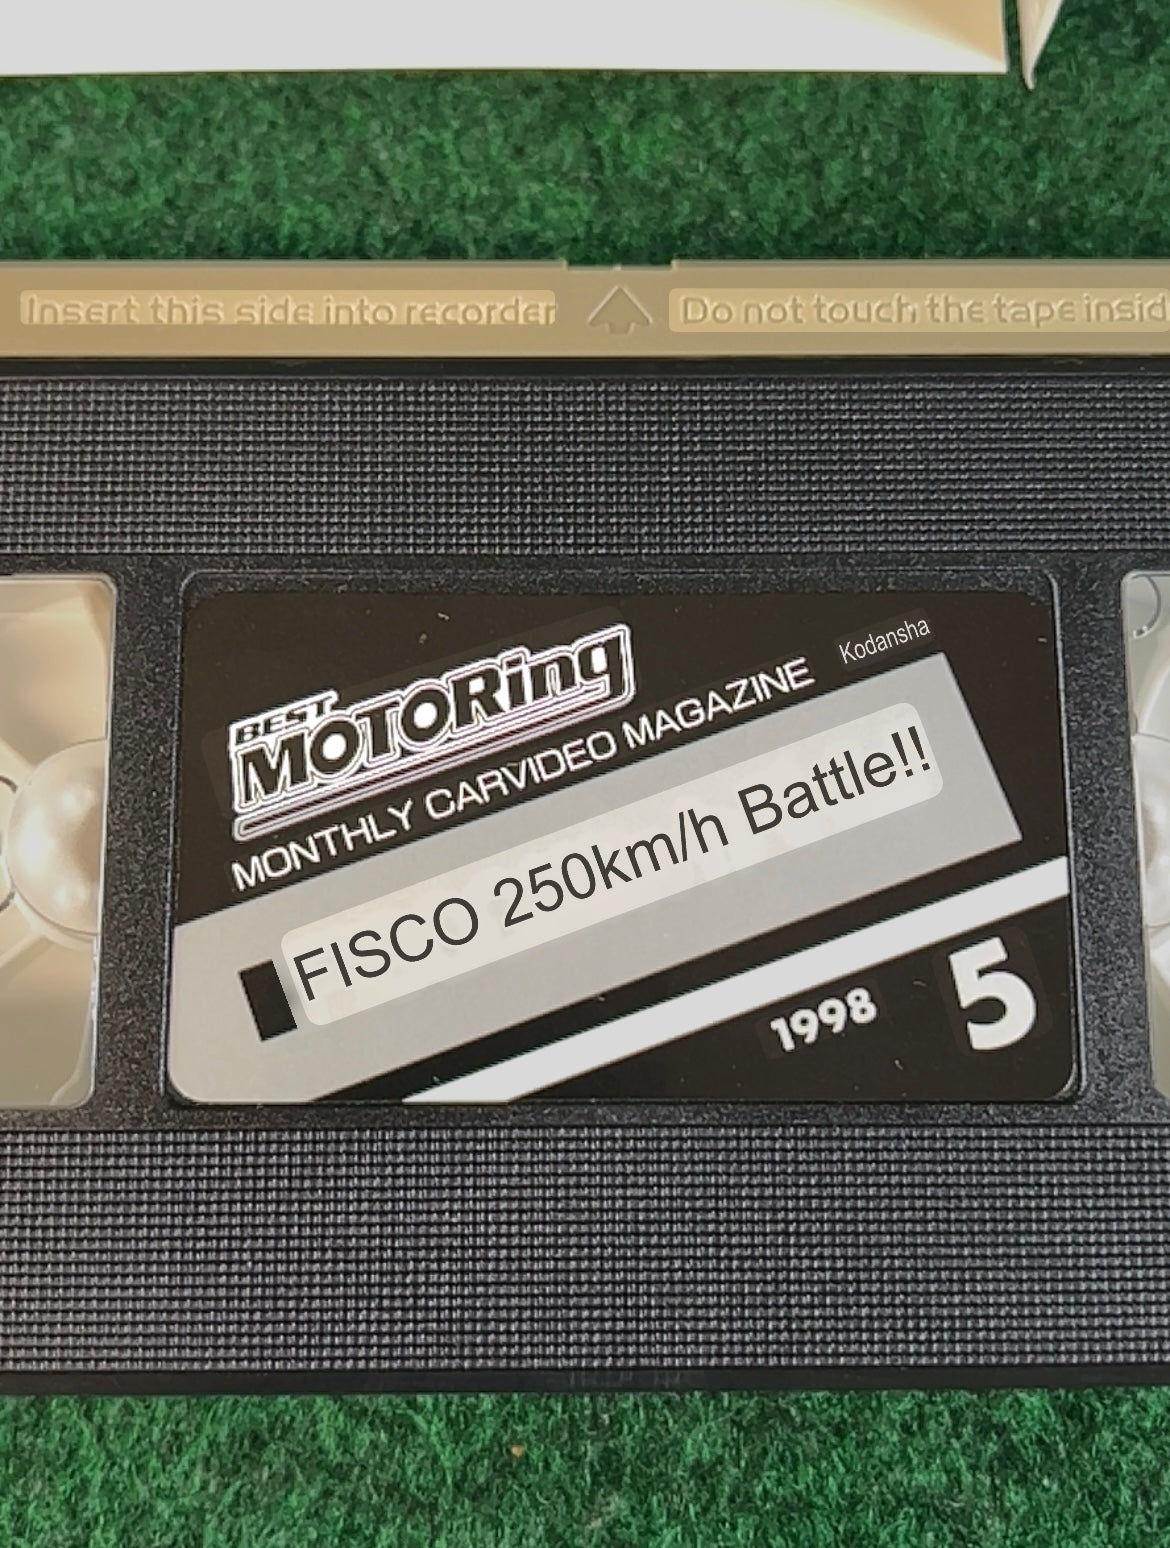 Insert this side into recorder
Do not touch the tape insid
Kodansha
BEST
MOTORing
MONTHLY CARVIDEO MAGAZINE
FISCO 250km/h Battle!!
1998 5